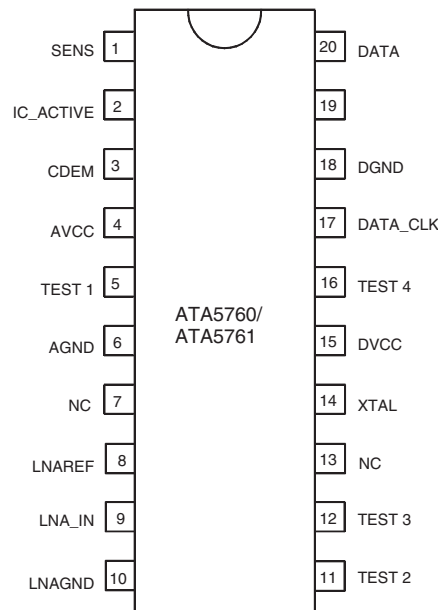 SENS 1
IC_ACTIVE 2
CDEM 3
AVCC 4
TEST 1 5
AGND 6
NC 7
LNAREF 8
LNA_IN 9
LNAGND 10
ATA5760/
ATA5761
20 DATA
19
18 DGND
17 DATA_CLK
16 TEST 4
15 DVCC
14 XTAL
13 NC
12 TEST 3
11 TEST 2